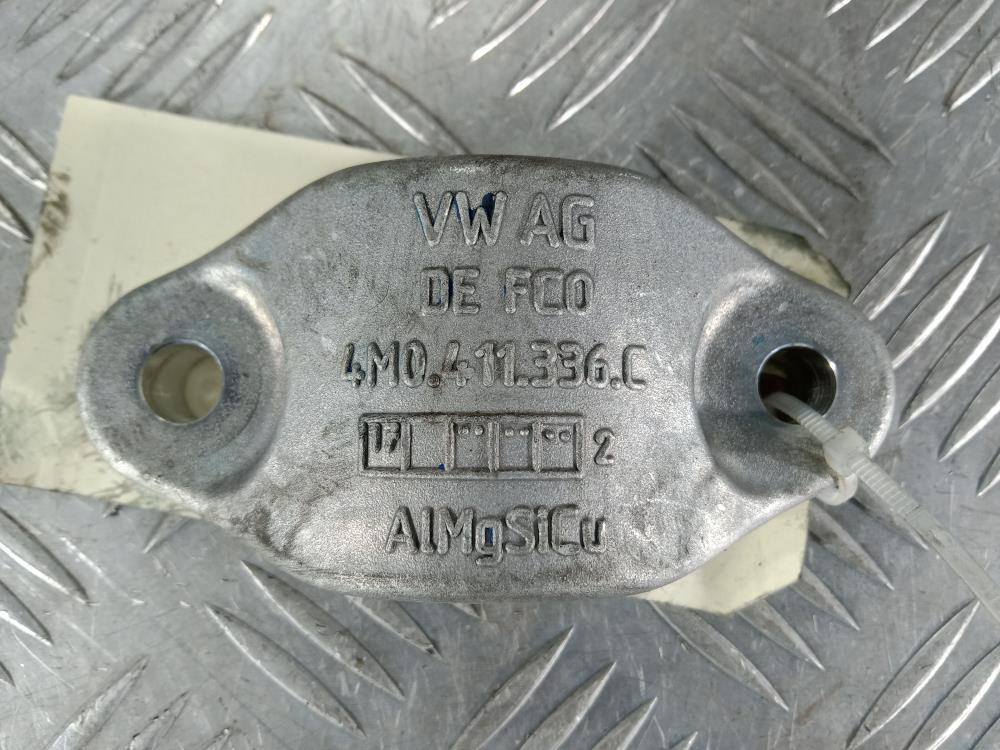 VW AG
DE FCO
4M0.411.336.C
17 2
AlMgSiCu